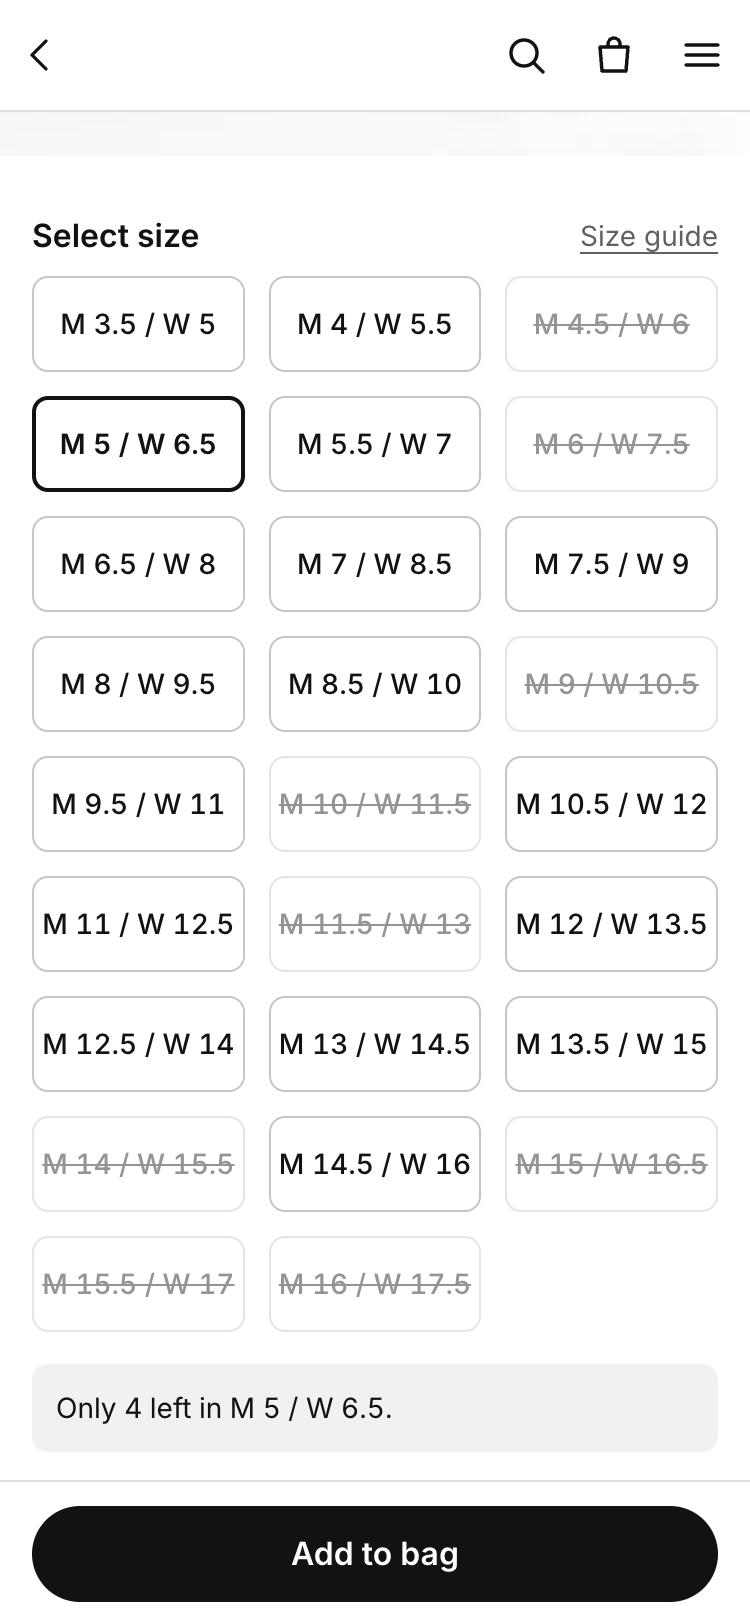 Select size
Size guide
M 3.5 / W 5
M 4 / W 5.5
M 4.5 / W 6
M 5 / W 6.5
M 5.5 / W 7
M 6 / W 7.5
M 6.5 / W 8
M 7 / W 8.5
M 7.5 / W 9
M 8 / W 9.5
M 8.5 / W 10
M 9 / W 10.5
M 9.5 / W 11
M 10 / W 11.5
M 10.5 / W 12
M 11 / W 12.5
M 11.5 / W 13
M 12 / W 13.5
M 12.5 / W 14
M 13 / W 14.5
M 13.5 / W 15
M 14 / W 15.5
M 14.5 / W 16
M 15 / W 16.5
M 15.5 / W 17
M 16 / W 17.5
Only 4 left in M 5 / W 6.5.
Add to bag